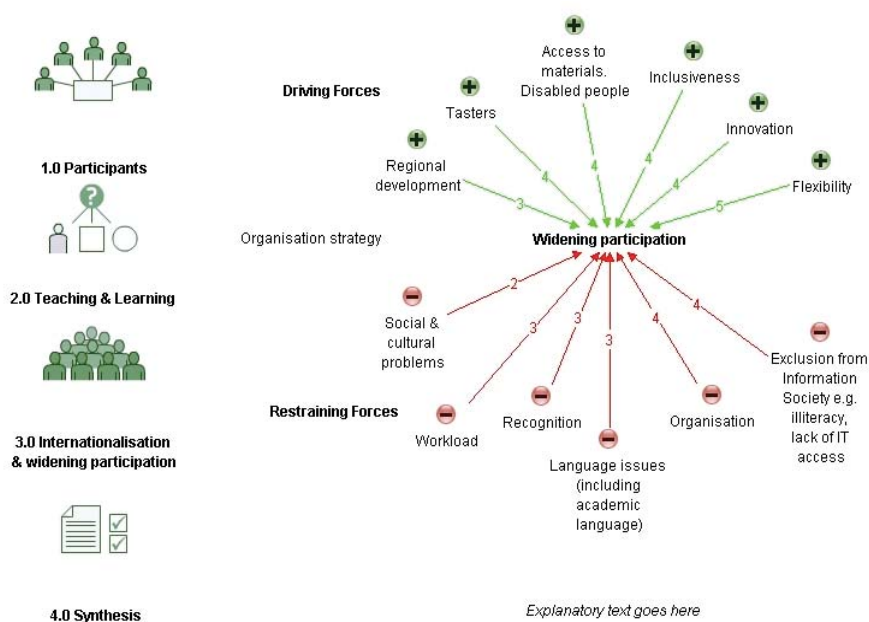 ?
1.0 Participants
2.0 Teaching & Learning
3.0 Internationalisation
& widening participation
4.0 Synthesis
Driving Forces
Regional
development
Tasters
Access to
materials.
Disabled people
Inclusiveness
Innovation
Flexibility
3
4
4
4
4
5
Organisation strategy
Widening participation
2
3
3
3
4
4
Social &
cultural
problems
Restraining Forces
Workload
Recognition
Language issues
(including
academic
language)
Organisation
Exclusion from
Information
Society e.g.
illiteracy,
lack of IT
access
Explanatory text goes here